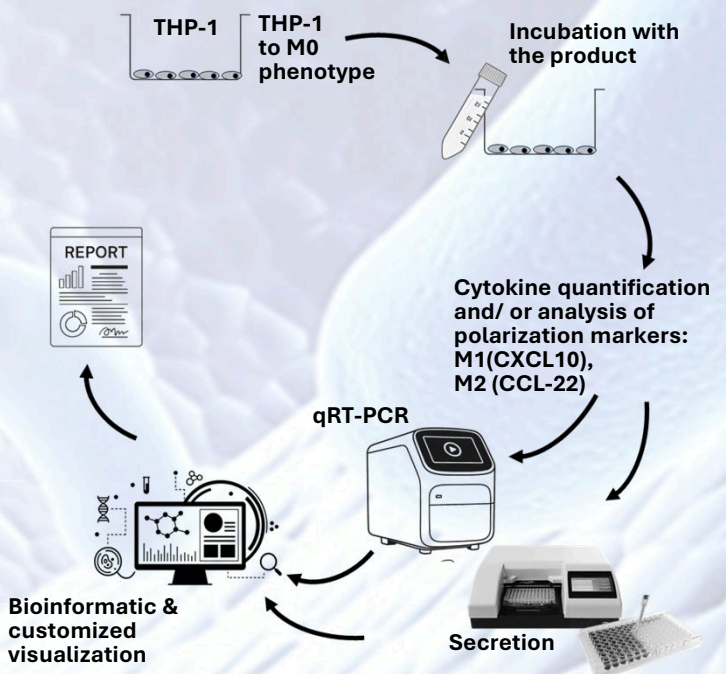 THP-1
THP-1
to M0
phenotype
Incubation with
the product
Cytokine quantification
and/ or analysis of
polarization markers:
M1(CXCL10),
M2 (CCL-22)
qRT-PCR
Secretion
Bioinformatic &
customized
visualization
REPORT